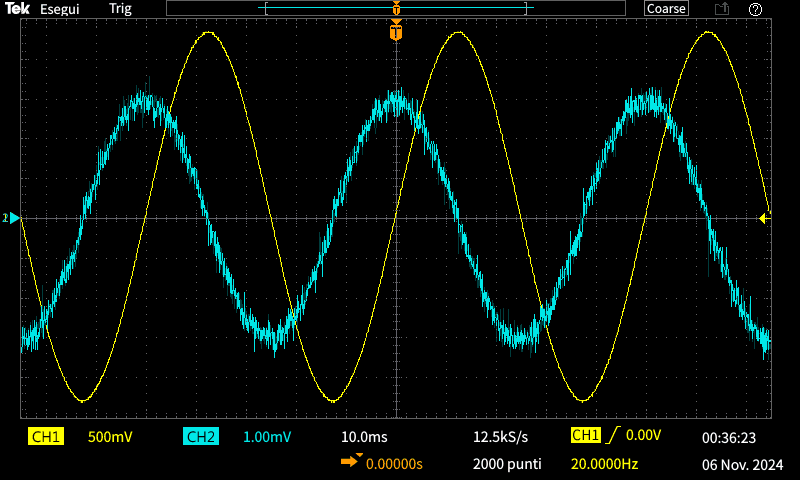 Tek Esegui Trig Coarse ?
T
T
2
CH1 500mV CH2 1.00mV 10.0ms 12.5kS/s CH1 0.00V 00:36:23
0.00000s 2000 punti 20.0000Hz 06 Nov. 2024